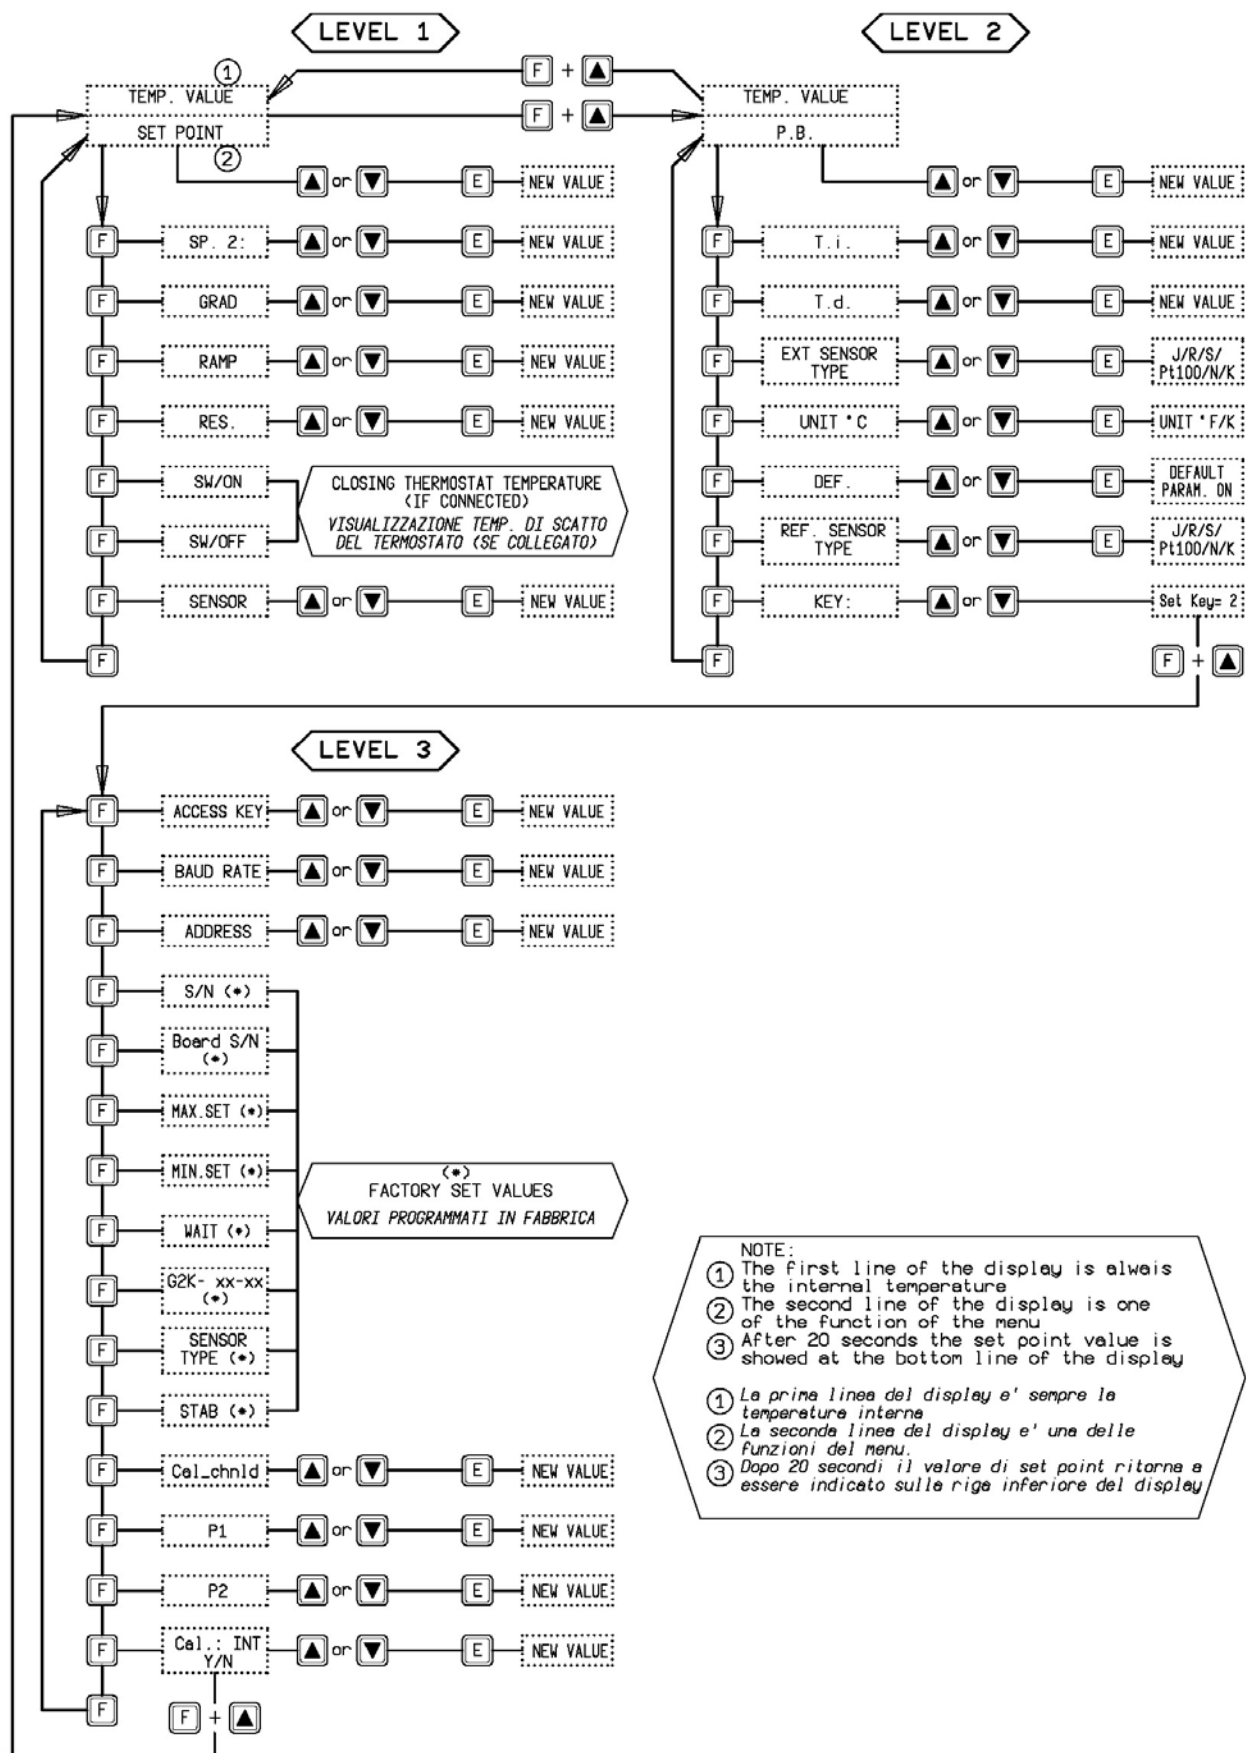 LEVEL 1
LEVEL 2
F + ▲
1
TEMP. VALUE
TEMP. VALUE
F + ▲
SET POINT
P.B.
2
▲ or ▼ E NEW VALUE
▲ or ▼ E NEW VALUE
F SP. 2: ▲ or ▼ E NEW VALUE
F T.i. ▲ or ▼ E NEW VALUE
F GRAD ▲ or ▼ E NEW VALUE
F T.d. ▲ or ▼ E NEW VALUE
F RAMP ▲ or ▼ E NEW VALUE
F EXT SENSOR
TYPE
▲ or ▼ E J/R/S/
Pt100/N/K
F RES. ▲ or ▼ E NEW VALUE
F UNIT °C ▲ or ▼ E UNIT °F/K
F SW/ON
CLOSING THERMOSTAT TEMPERATURE
(IF CONNECTED)
VISUALIZZAZIONE TEMP. DI SCATTO
DEL TERMOSTATO (SE COLLEGATO)
F DEF. ▲ or ▼ E DEFAULT
PARAM. ON
F SW/OFF
F REF. SENSOR
TYPE
▲ or ▼ E J/R/S/
Pt100/N/K
F SENSOR ▲ or ▼ E NEW VALUE
F KEY: ▲ or ▼ Set Key= 2
F
F
F + ▲
LEVEL 3
F ACCESS KEY ▲ or ▼ E NEW VALUE
F BAUD RATE ▲ or ▼ E NEW VALUE
F ADDRESS ▲ or ▼ E NEW VALUE
F S/N (*)
F Board S/N
(*)
F MAX.SET (*)
F MIN.SET (*)
(*)
FACTORY SET VALUES
VALORI PROGRAMMATI IN FABBRICA
F WAIT (*)
F G2K- xx-xx
(*)
F SENSOR
TYPE (*)
F STAB (*)
F Cal_chnld ▲ or ▼ E NEW VALUE
F P1 ▲ or ▼ E NEW VALUE
F P2 ▲ or ▼ E NEW VALUE
F Cal.: INT
Y/N
▲ or ▼ E NEW VALUE
F
F + ▲
NOTE:
1 The first line of the display is alwais
the internal temperature
2 The second line of the display is one
of the function of the menu
3 After 20 seconds the set point value is
showed at the bottom line of the display
1 La prima linea del display e' sempre la
temperatura interna
2 La seconda linea del display e' una delle
funzioni del menu.
3 Dopo 20 secondi il valore di set point ritorna a
essere indicato sulla riga inferiore del display